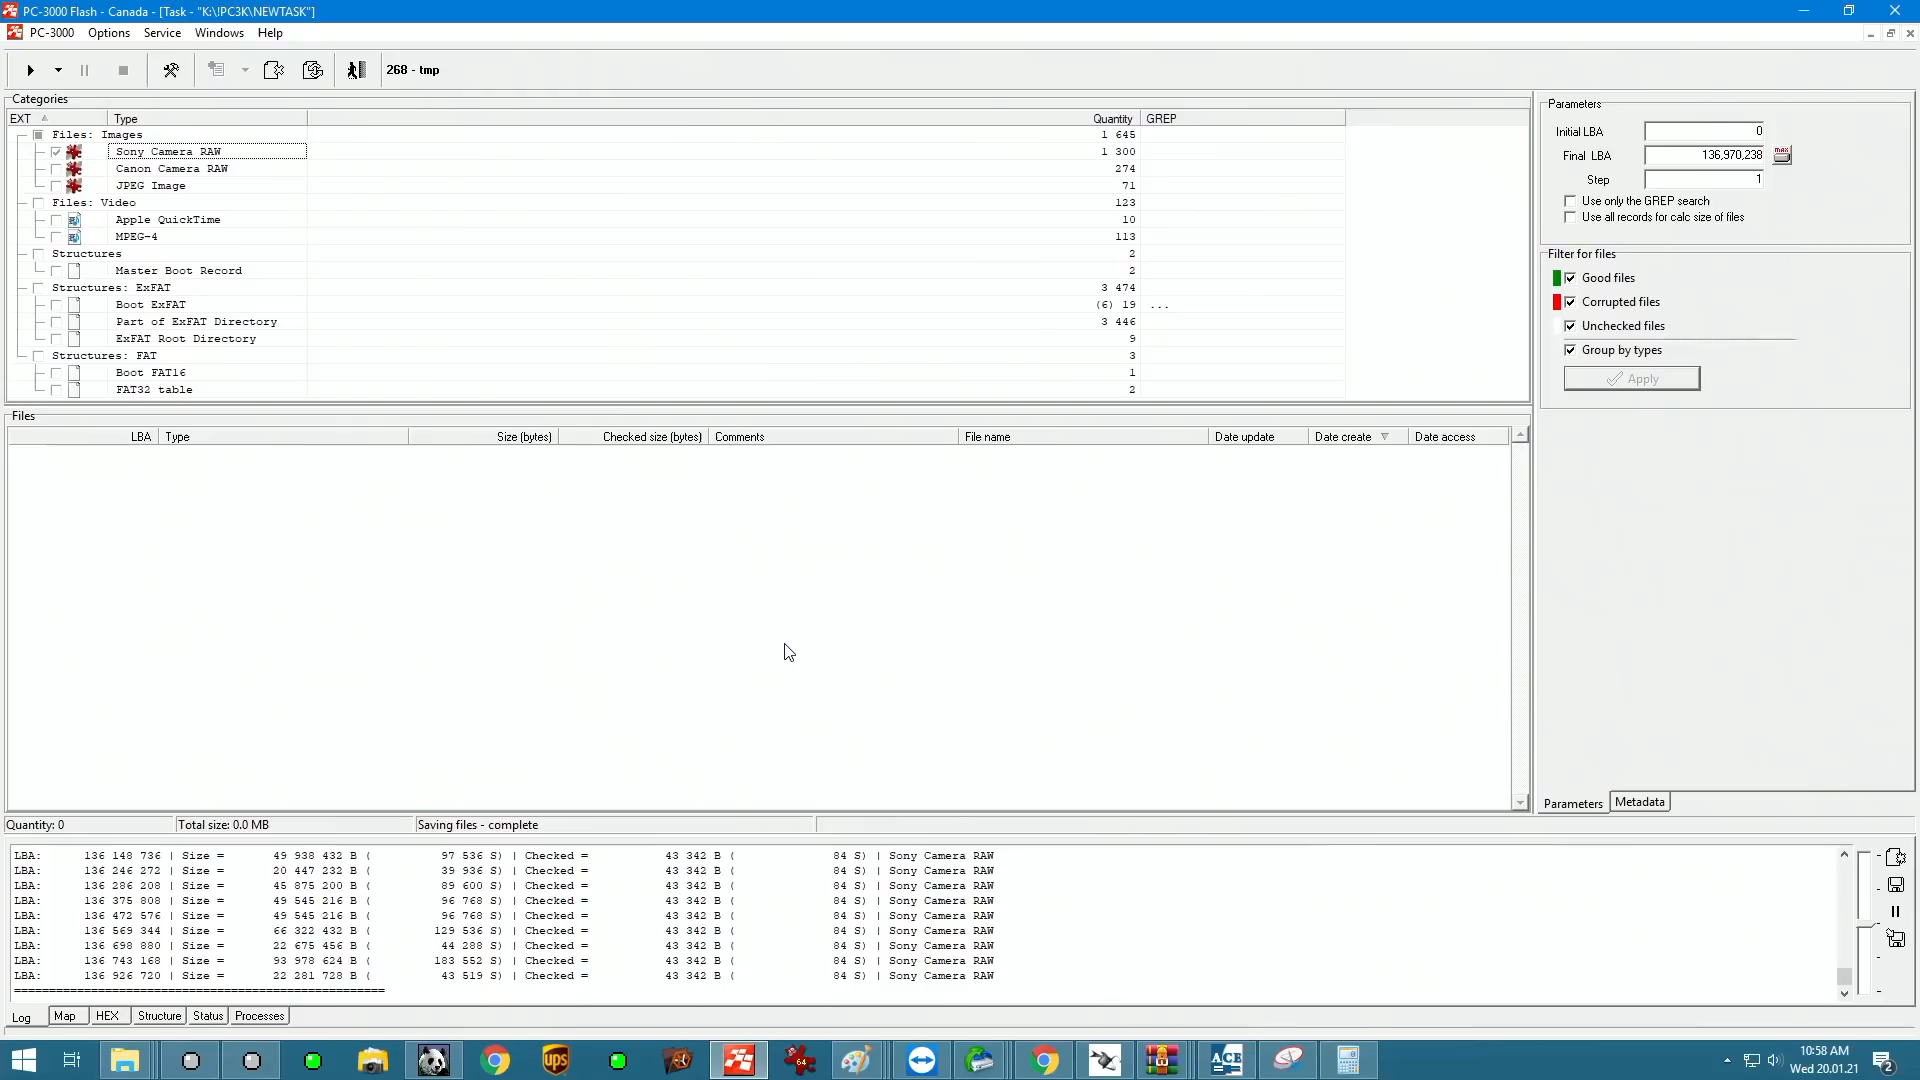 PC-3000 Flash - Canada - [Task - "K:\!PC3K\NEWTASK"]
PC-3000 Options Service Windows Help
268 - tmp
Categories
EXT Type Quantity GREP
Files: Images 1 645
Sony Camera RAW 1 300
Canon Camera RAW 274
JPEG Image 71
Files: Video 123
Apple QuickTime 10
MPEG-4 113
Structures 2
Master Boot Record 2
Structures: ExFAT 3 474
Boot ExFAT (6) 19 ...
Part of ExFAT Directory 3 446
ExFAT Root Directory 9
Structures: FAT 3
Boot FAT16 1
FAT32 table 2
Parameters
Initial LBA 0
Final LBA 136,970,238 max
Step 1
Use only the GREP search
Use all records for calc size of files
Filter for files
Good files
Corrupted files
Unchecked files
Group by types
Apply
Files
LBA Type Size (bytes) Checked size (bytes) Comments File name Date update Date create Date access
Parameters Metadata
Quantity: 0 Total size: 0.0 MB Saving files - complete
LBA: 136 148 736 | Size = 49 938 432 B ( 97 536 S) | Checked = 43 342 B ( 84 S) | Sony Camera RAW
LBA: 136 246 272 | Size = 20 447 232 B ( 39 936 S) | Checked = 43 342 B ( 84 S) | Sony Camera RAW
LBA: 136 286 208 | Size = 45 875 200 B ( 89 600 S) | Checked = 43 342 B ( 84 S) | Sony Camera RAW
LBA: 136 375 808 | Size = 49 545 216 B ( 96 768 S) | Checked = 43 342 B ( 84 S) | Sony Camera RAW
LBA: 136 472 576 | Size = 49 545 216 B ( 96 768 S) | Checked = 43 342 B ( 84 S) | Sony Camera RAW
LBA: 136 569 344 | Size = 66 322 432 B ( 129 536 S) | Checked = 43 342 B ( 84 S) | Sony Camera RAW
LBA: 136 698 880 | Size = 22 675 456 B ( 44 288 S) | Checked = 43 342 B ( 84 S) | Sony Camera RAW
LBA: 136 743 168 | Size = 93 978 624 B ( 183 552 S) | Checked = 43 342 B ( 84 S) | Sony Camera RAW
LBA: 136 926 720 | Size = 22 281 728 B ( 43 519 S) | Checked = 43 342 B ( 84 S) | Sony Camera RAW
=====================================================
Log Map HEX Structure Status Processes
ups 64 ACE
10:58 AM
Wed 20.01.21
2